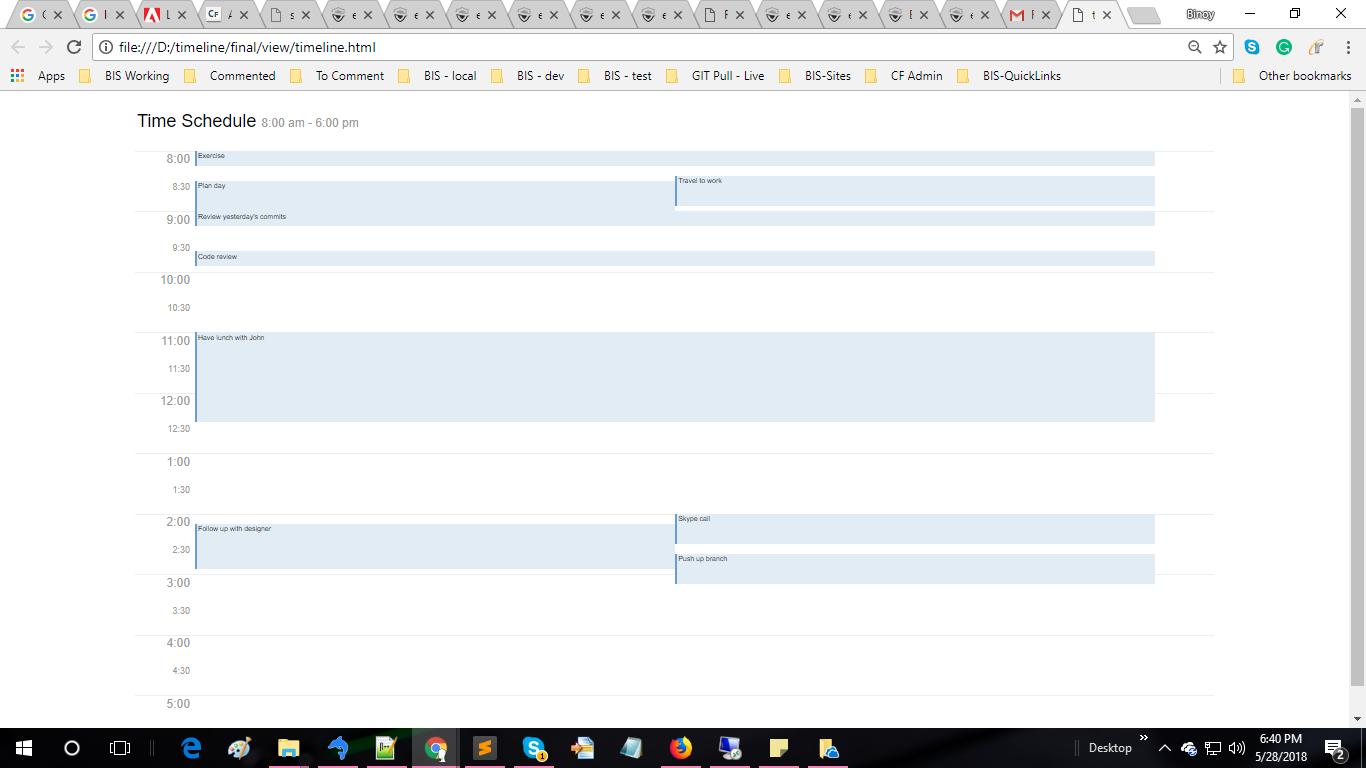 Binoy
file:///D:/timeline/final/view/timeline.html
Apps BIS Working Commented To Comment BIS - local BIS - dev BIS - test GIT Pull - Live BIS-Sites CF Admin BIS-QuickLinks Other bookmarks
Time Schedule 8:00 am - 6:00 pm
8:00 Exercise
8:30 Plan day Travel to work
9:00 Review yesterday's commits
9:30
Code review
10:00
10:30
11:00 Have lunch with John
11:30
12:00
12:30
1:00
1:30
2:00 Skype call
Follow up with designer
2:30
Push up branch
3:00
3:30
4:00
4:30
5:00
Desktop
6:40 PM
5/28/2018
2